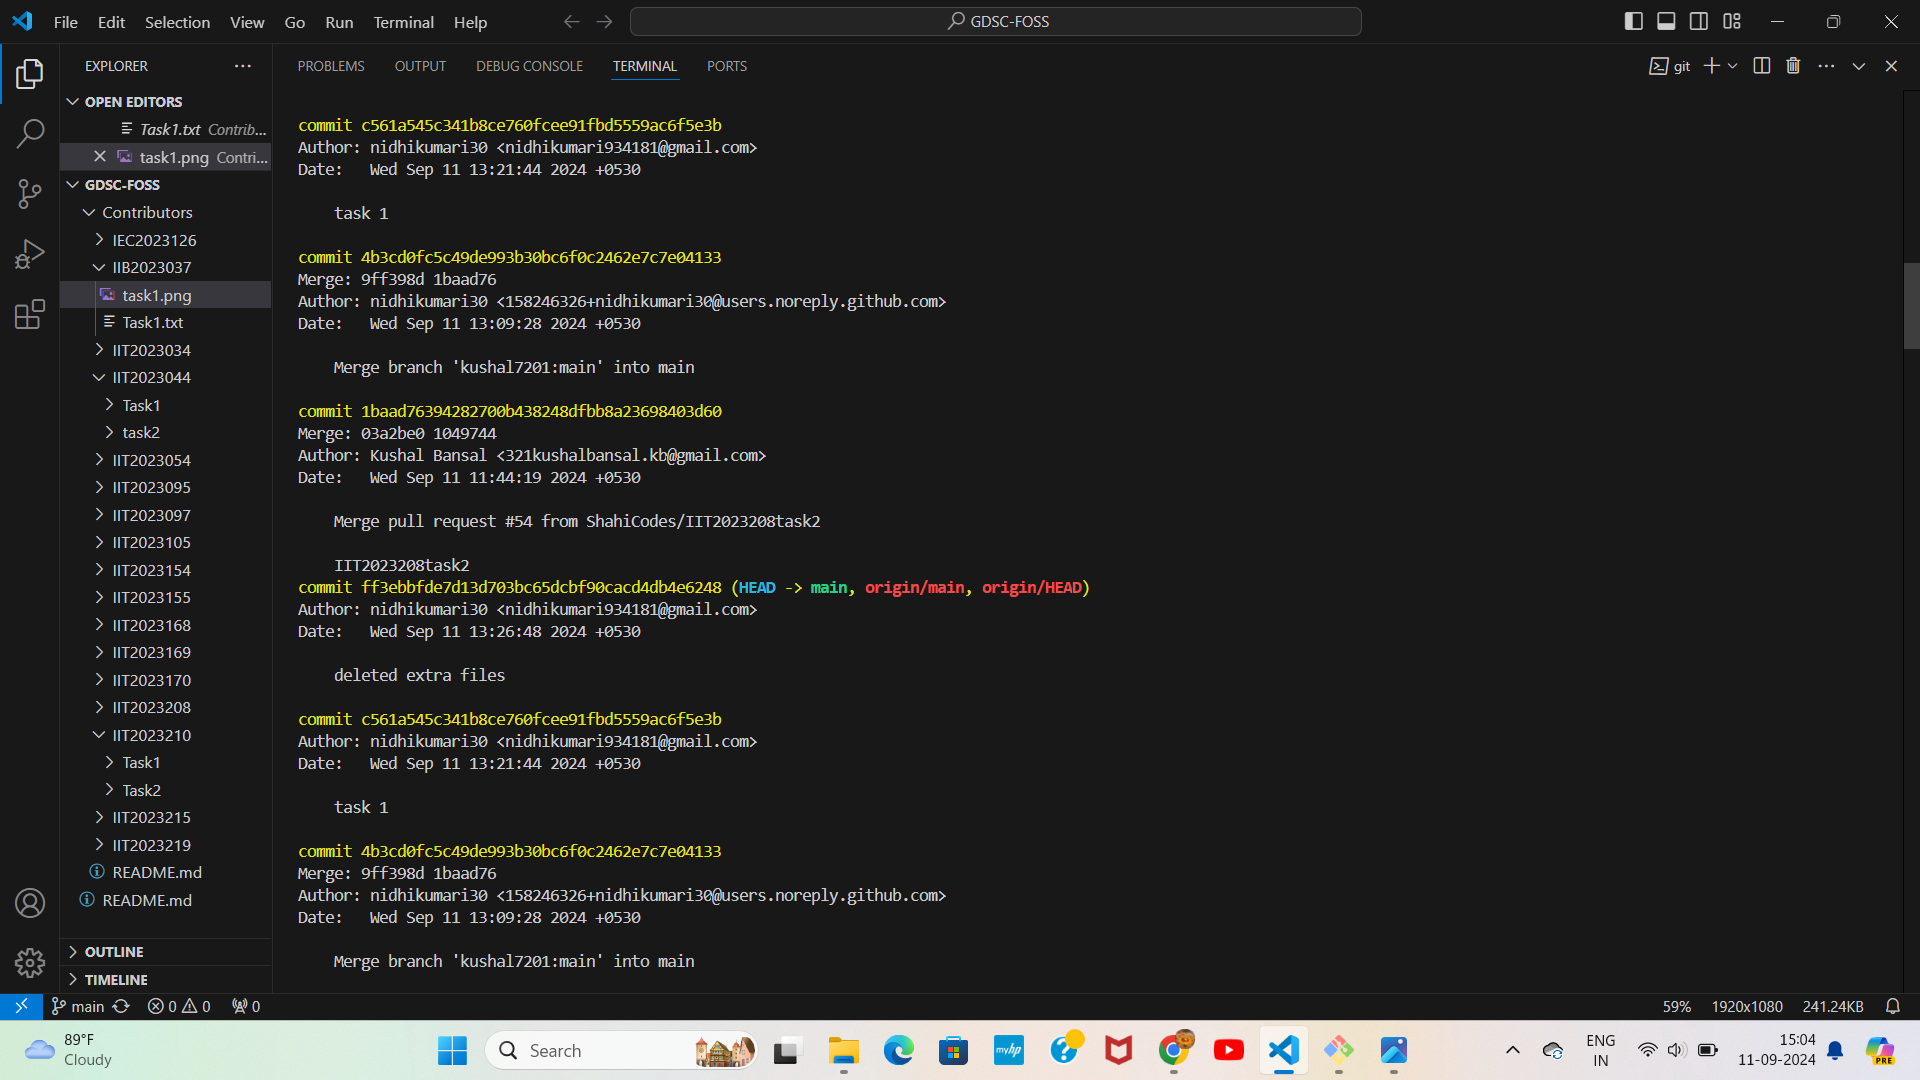 File Edit Selection View Go Run Terminal Help
GDSC-FOSS
EXPLORER
OPEN EDITORS
Task1.txt Contrib...
task1.png Contri...
GDSC-FOSS
Contributors
IEC2023126
IIB2023037
task1.png
Task1.txt
IIT2023034
IIT2023044
Task1
task2
IIT2023054
IIT2023095
IIT2023097
IIT2023105
IIT2023154
IIT2023155
IIT2023168
IIT2023169
IIT2023170
IIT2023208
IIT2023210
Task1
Task2
IIT2023215
IIT2023219
README.md
README.md
OUTLINE
TIMELINE
PROBLEMS OUTPUT DEBUG CONSOLE TERMINAL PORTS
git
commit c561a545c341b8ce760fcee91fbd5559ac6f5e3b
Author: nidhikumari30 <nidhikumari934181@gmail.com>
Date: Wed Sep 11 13:21:44 2024 +0530
task 1
commit 4b3cd0fc5c49de993b30bc6f0c2462e7c7e04133
Merge: 9ff398d 1baad76
Author: nidhikumari30 <158246326+nidhikumari30@users.noreply.github.com>
Date: Wed Sep 11 13:09:28 2024 +0530
Merge branch 'kushal7201:main' into main
commit 1baad76394282700b438248dfbb8a23698403d60
Merge: 03a2be0 1049744
Author: Kushal Bansal <321kushalbansal.kb@gmail.com>
Date: Wed Sep 11 11:44:19 2024 +0530
Merge pull request #54 from ShahiCodes/IIT2023208task2
IIT2023208task2
commit ff3ebbfde7d13d703bc65dcbf90cacd4db4e6248 (HEAD -> main, origin/main, origin/HEAD)
Author: nidhikumari30 <nidhikumari934181@gmail.com>
Date: Wed Sep 11 13:26:48 2024 +0530
deleted extra files
commit c561a545c341b8ce760fcee91fbd5559ac6f5e3b
Author: nidhikumari30 <nidhikumari934181@gmail.com>
Date: Wed Sep 11 13:21:44 2024 +0530
task 1
commit 4b3cd0fc5c49de993b30bc6f0c2462e7c7e04133
Merge: 9ff398d 1baad76
Author: nidhikumari30 <158246326+nidhikumari30@users.noreply.github.com>
Date: Wed Sep 11 13:09:28 2024 +0530
Merge branch 'kushal7201:main' into main
main 0 0 0
59% 1920x1080 241.24KB
89°F
Cloudy
Search
myhp
ENG
IN
15:04
11-09-2024
PRE